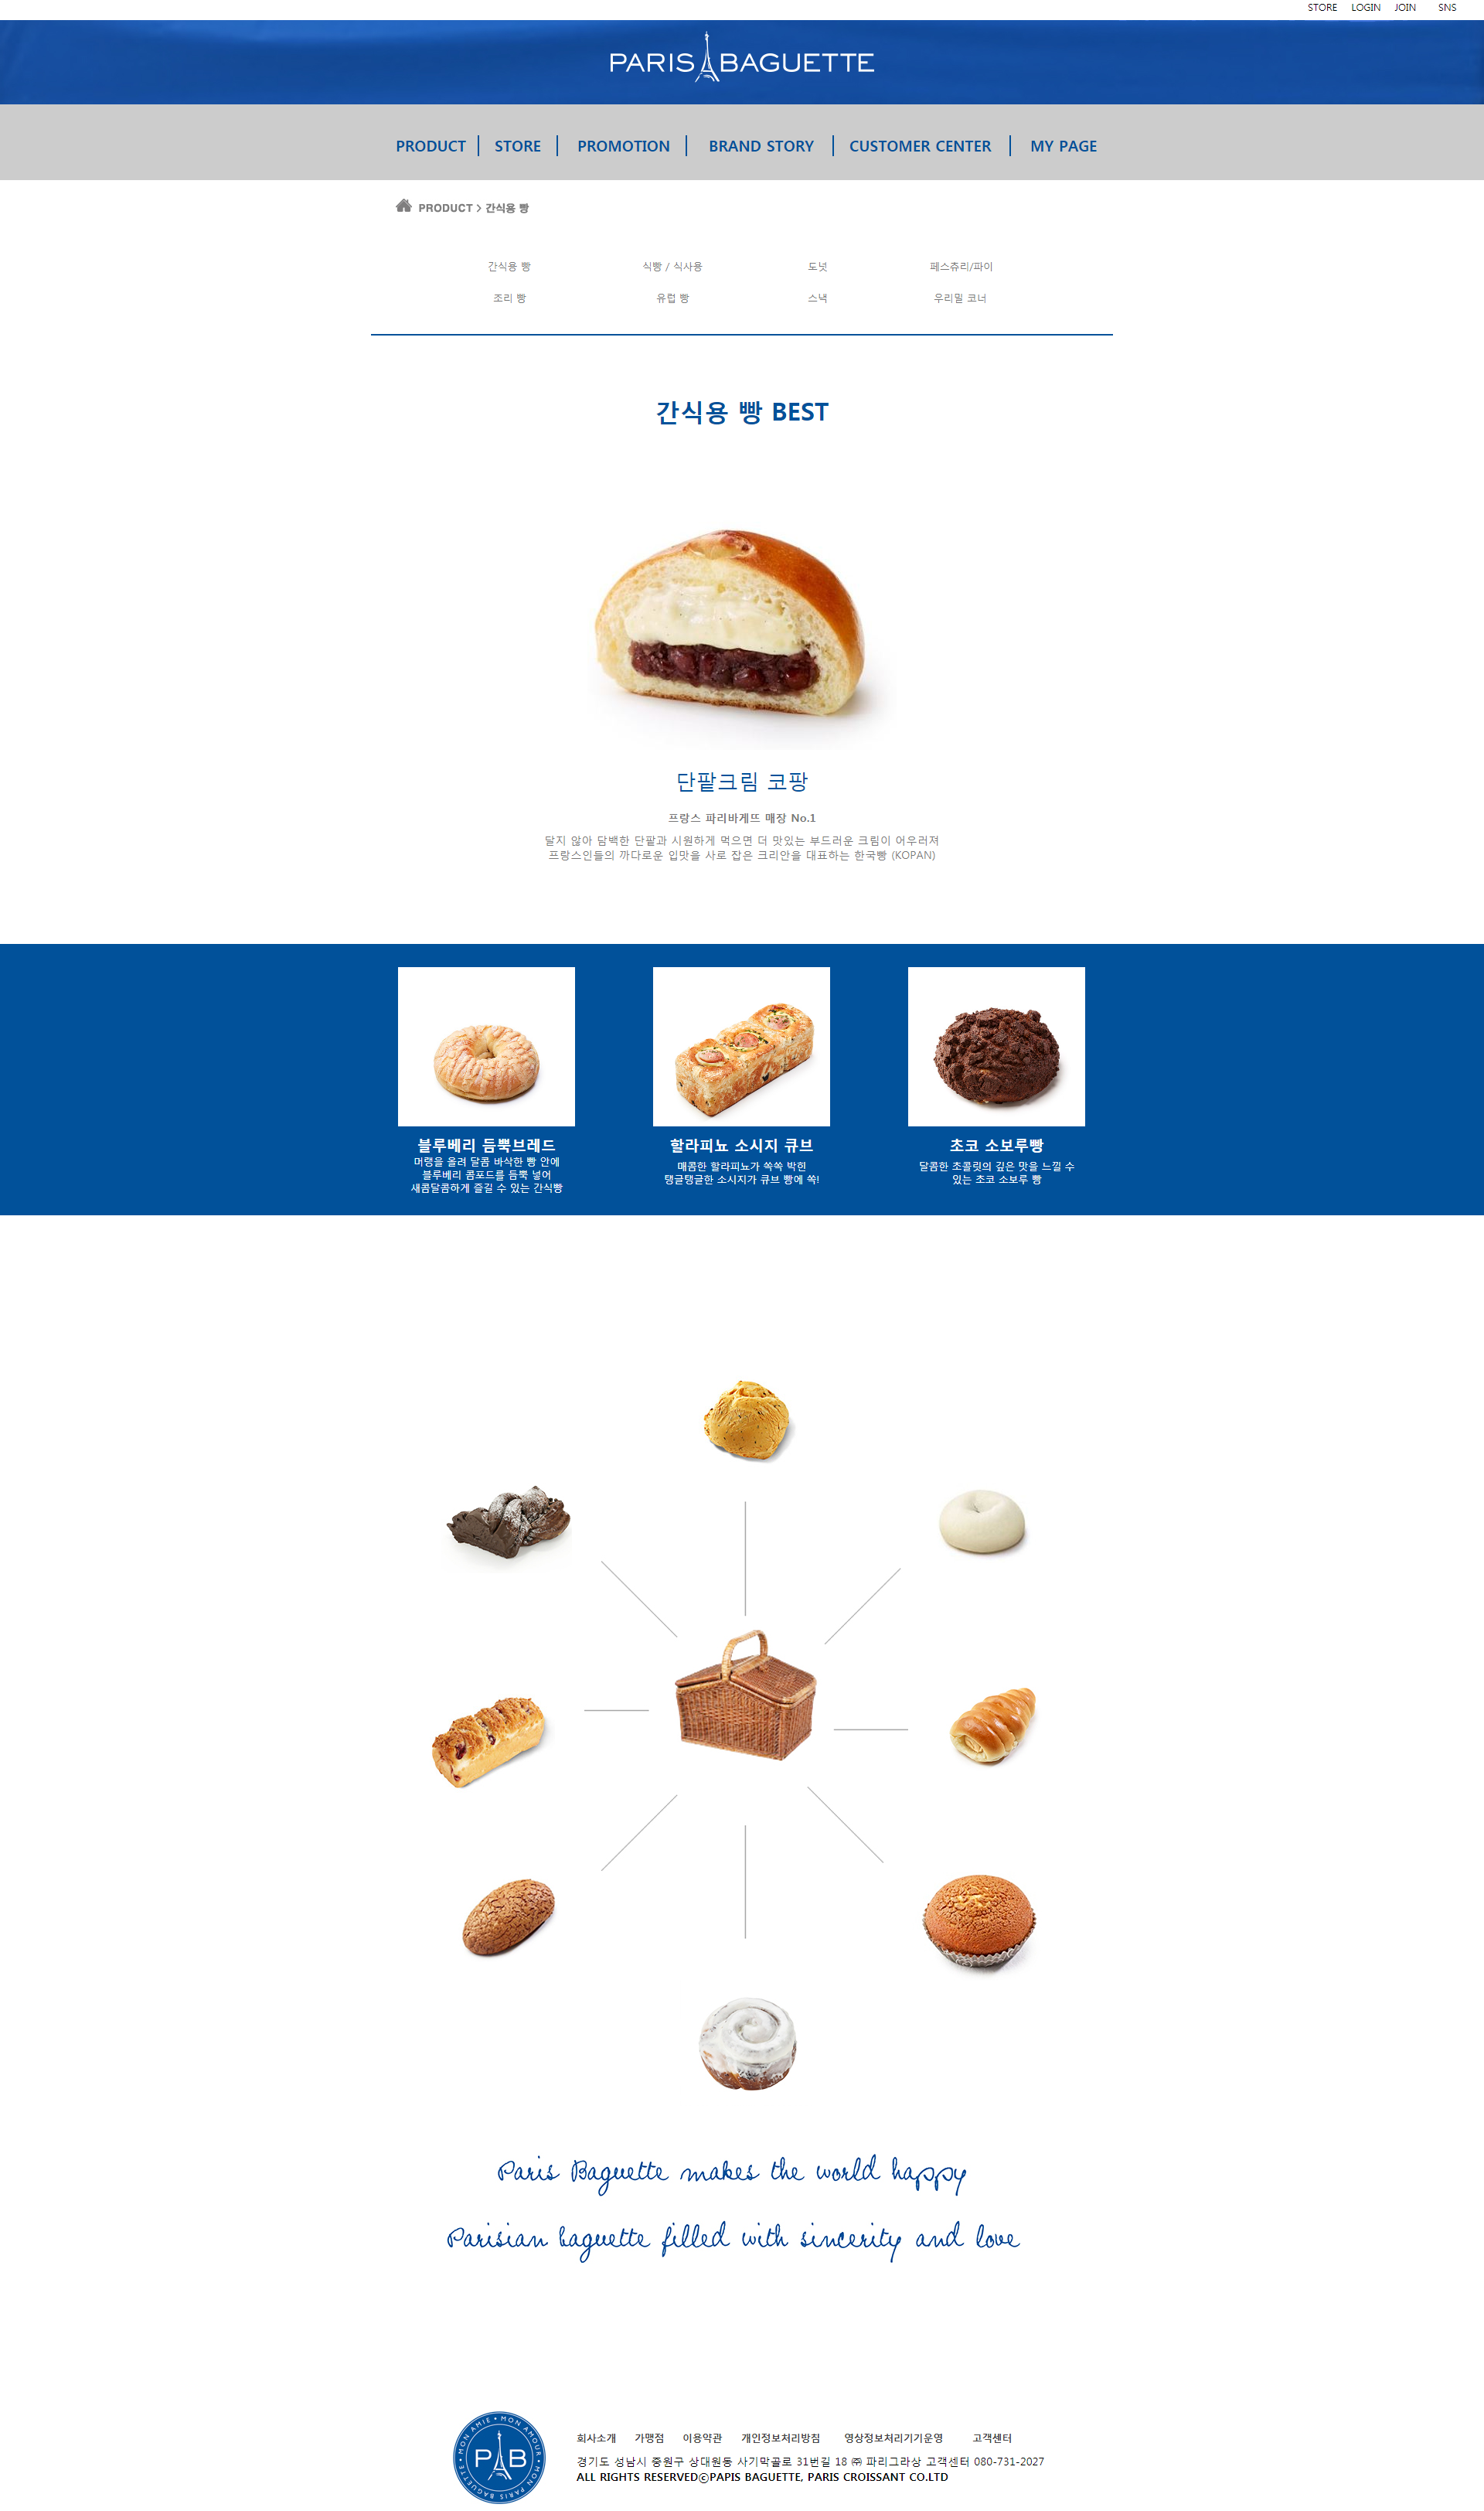 STORE LOGIN JOIN SNS
PARIS BAGUETTE
PRODUCT STORE PROMOTION BRAND STORY CUSTOMER CENTER MY PAGE
PRODUCT > 간식용 빵
간식용 빵 식빵 / 식사용 도넛 페스츄리/파이
조리 빵 유럽 빵 스낵 우리밀 코너
간식용 빵 BEST
단팥크림 코팡
프랑스 파리바게뜨 매장 No.1
달지 않아 담백한 단팥과 시원하게 먹으면 더 맛있는 부드러운 크림이 어우러져
프랑스인들의 까다로운 입맛을 사로 잡은 크리안을 대표하는 한국빵 (KOPAN)
블루베리 듬뿍브레드
머랭을 올려 달콤 바삭한 빵 안에
블루베리 콤포드를 듬뿍 넣어
새콤달콤하게 즐길 수 있는 간식빵
할라피뇨 소시지 큐브
매콤한 할라피뇨가 쏙쏙 박힌
탱글탱글한 소시지가 큐브 빵에 쏙!
초코 소보루빵
달콤한 초콜릿의 깊은 맛을 느낄 수
있는 초코 소보루 빵
Paris Baguette makes the world happy
Parisian baguette filled with sincerity and love
MON AMIE • MON AMOUR • MON PARIS BAGUETTE •
PB
회사소개 가맹점 이용약관 개인정보처리방침 영상정보처리기기운영 고객센터
경기도 성남시 중원구 상대원동 사기막골로 31번길 18 ㈜ 파리그라상 고객센터 080-731-2027
ALL RIGHTS RESERVEDⓒPAPIS BAGUETTE, PARIS CROISSANT CO.LTD